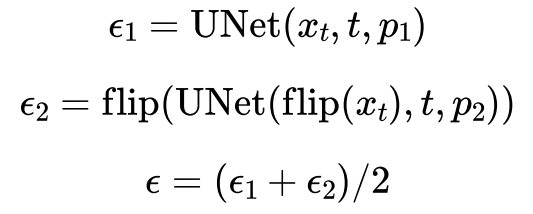 ϵ₁ = UNet(xₜ, t, p₁)
ϵ₂ = flip(UNet(flip(xₜ), t, p₂))
ϵ = (ϵ₁ + ϵ₂)/2